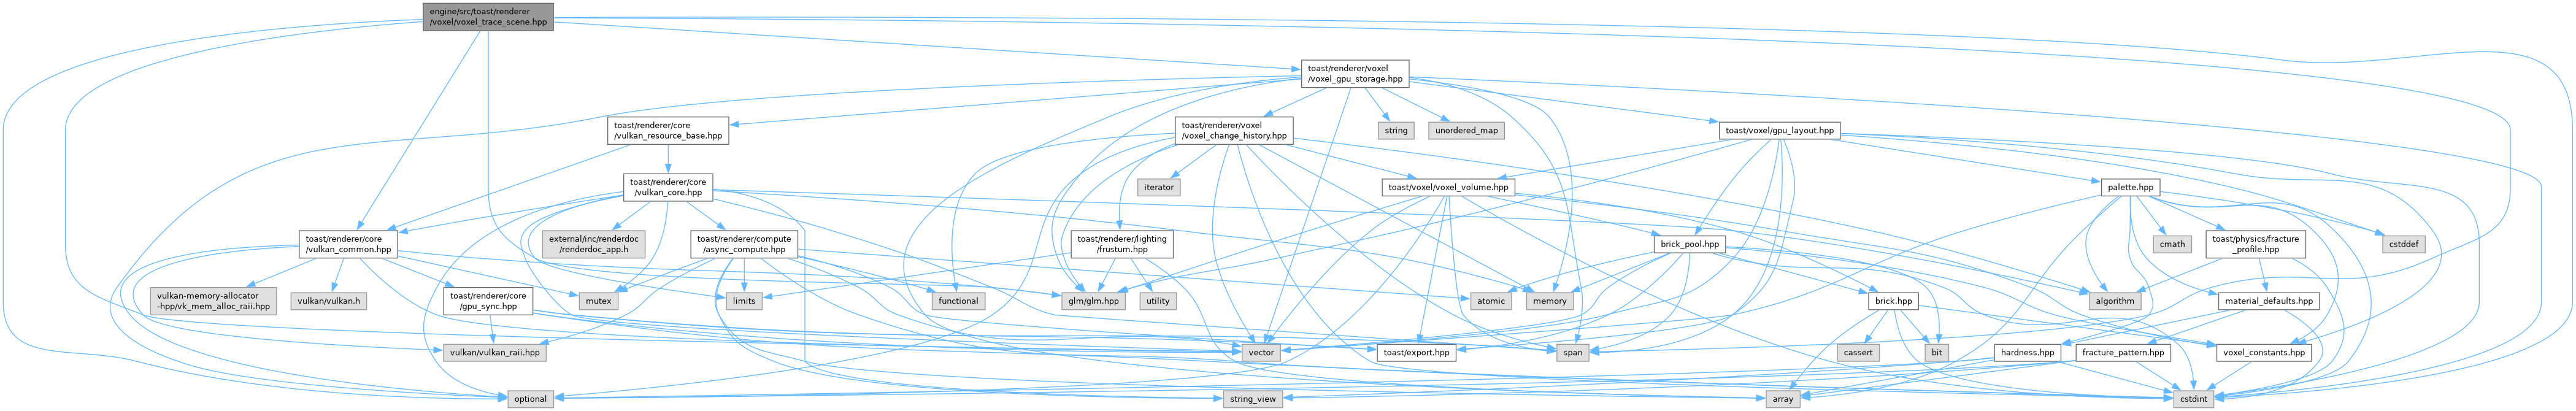 engine/src/toast/renderer
/voxel/voxel_trace_scene.hpp
toast/renderer/voxel
/voxel_gpu_storage.hpp
toast/renderer/core
/vulkan_resource_base.hpp
toast/renderer/voxel
/voxel_change_history.hpp
string
unordered_map
toast/voxel/gpu_layout.hpp
toast/renderer/core
/vulkan_core.hpp
iterator
toast/voxel/voxel_volume.hpp
palette.hpp
toast/renderer/core
/vulkan_common.hpp
external/inc/renderdoc
/renderdoc_app.h
toast/renderer/compute
/async_compute.hpp
toast/renderer/lighting
/frustum.hpp
brick_pool.hpp
cmath
toast/physics/fracture
_profile.hpp
cstddef
vulkan-memory-allocator
-hpp/vk_mem_alloc_raii.hpp
vulkan/vulkan.h
toast/renderer/core
/gpu_sync.hpp
mutex
limits
functional
glm/glm.hpp
utility
atomic
memory
brick.hpp
algorithm
material_defaults.hpp
vulkan/vulkan_raii.hpp
vector
toast/export.hpp
span
cassert
bit
hardness.hpp
fracture_pattern.hpp
voxel_constants.hpp
optional
string_view
array
cstdint